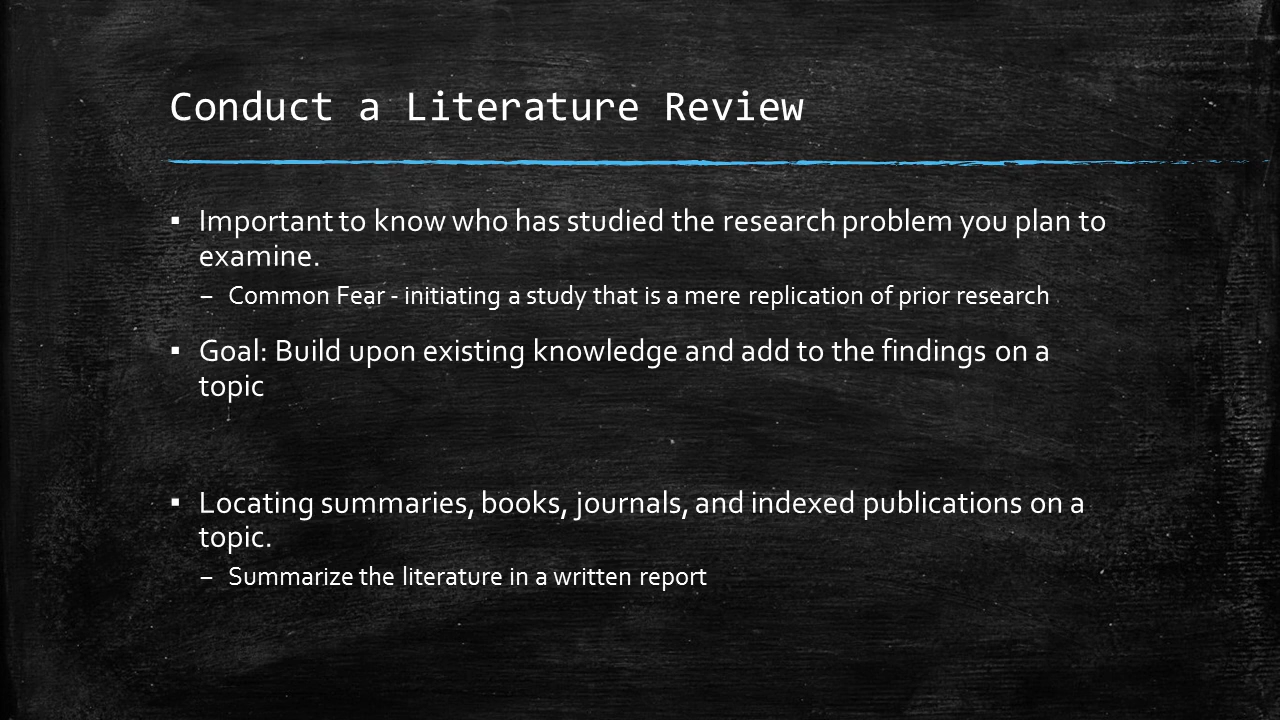 Conduct a Literature Review
▪ Important to know who has studied the research problem you plan to
examine.
– Common Fear - initiating a study that is a mere replication of prior research
▪ Goal: Build upon existing knowledge and add to the findings on a
topic
▪ Locating summaries, books, journals, and indexed publications on a
topic.
– Summarize the literature in a written report